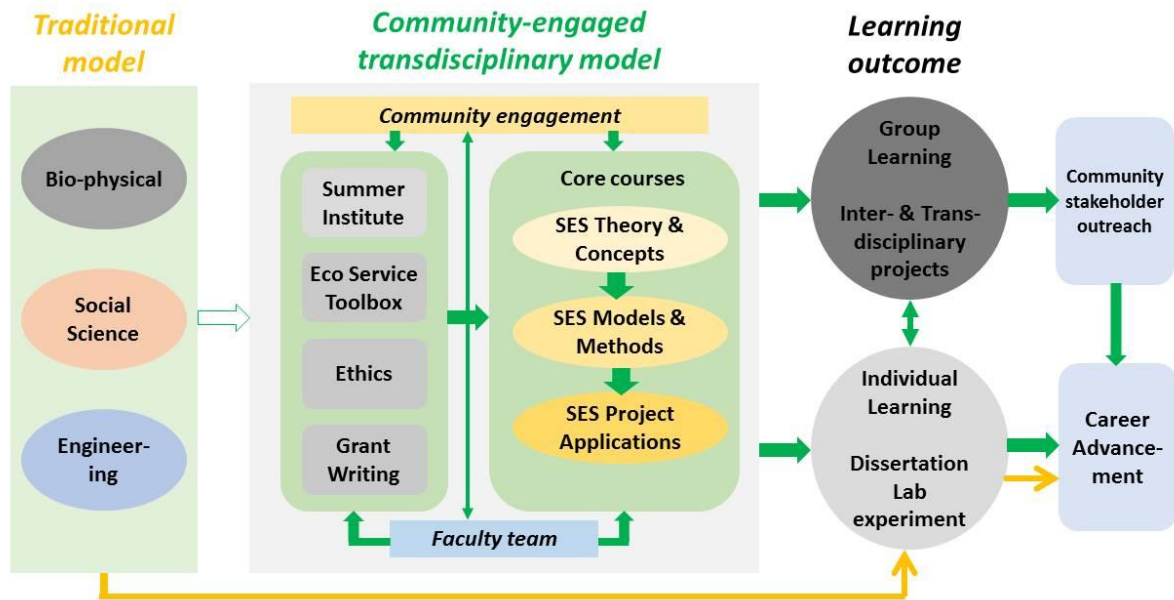 Traditional
model
Bio-physical
Social
Science
Engineer-
ing
Community-engaged
transdisciplinary model
Community engagement
Summer
Institute
Eco Service
Toolbox
Ethics
Grant
Writing
Core courses
SES Theory &
Concepts
SES Models &
Methods
SES Project
Applications
Faculty team
Learning
outcome
Group
Learning
Inter- & Trans-
disciplinary
projects
Individual
Learning
Dissertation
Lab
experiment
Community
stakeholder
outreach
Career
Advance-
ment